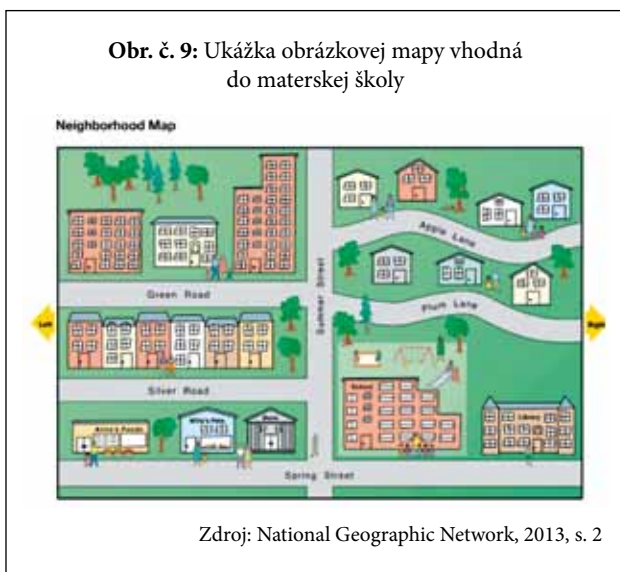 Obr. č. 9: Ukážka obrázkovej mapy vhodná
do materskej školy
Neighborhood Map
Apple Lane
Summer Street
Green Road
Plum Lane
Left
Right
Silver Road
School
Library
Spring Street
Zdroj: National Geographic Network, 2013, s. 2